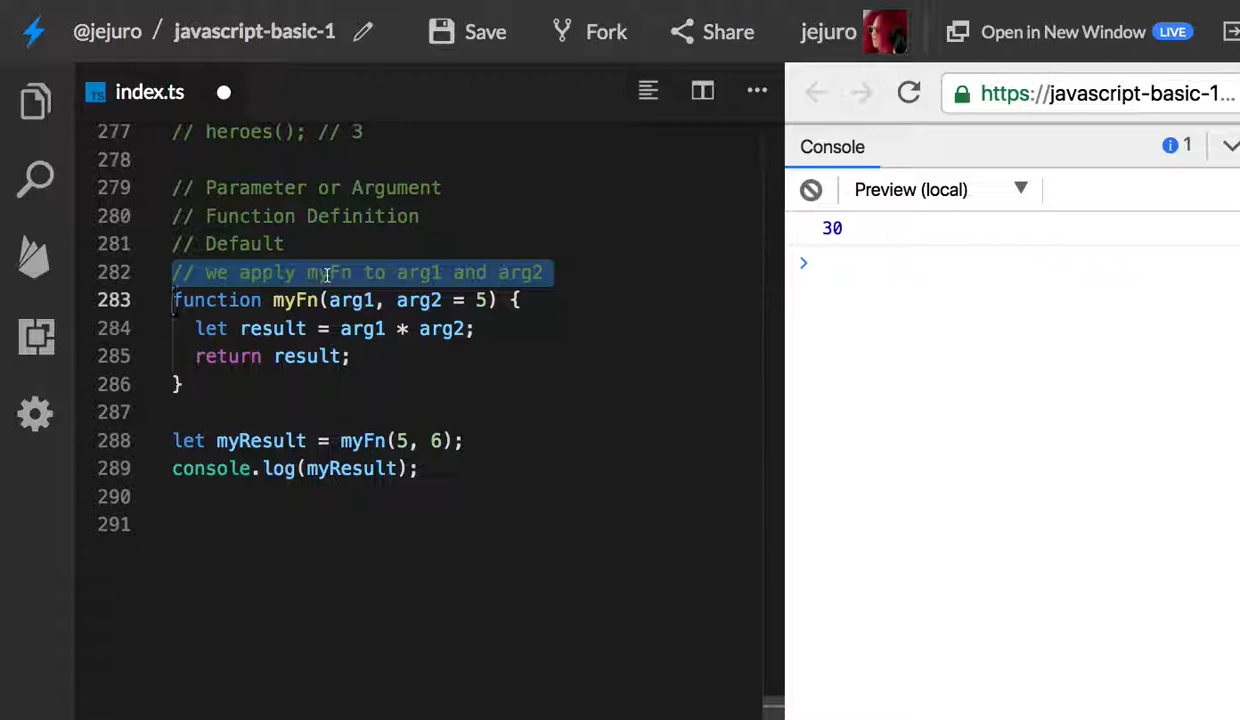 @jejuro / javascript-basic-1 Save Fork Share jejuro Open in New Window LIVE
TS index.ts
https://javascript-basic-1...
277 // heroes(); // 3
278
279 // Parameter or Argument
280 // Function Definition
281 // Default
282 // we apply myFn to arg1 and arg2
283 function myFn(arg1, arg2 = 5) {
284 let result = arg1 * arg2;
285 return result;
286 }
287
288 let myResult = myFn(5, 6);
289 console.log(myResult);
290
291
Console 1
Preview (local)
30